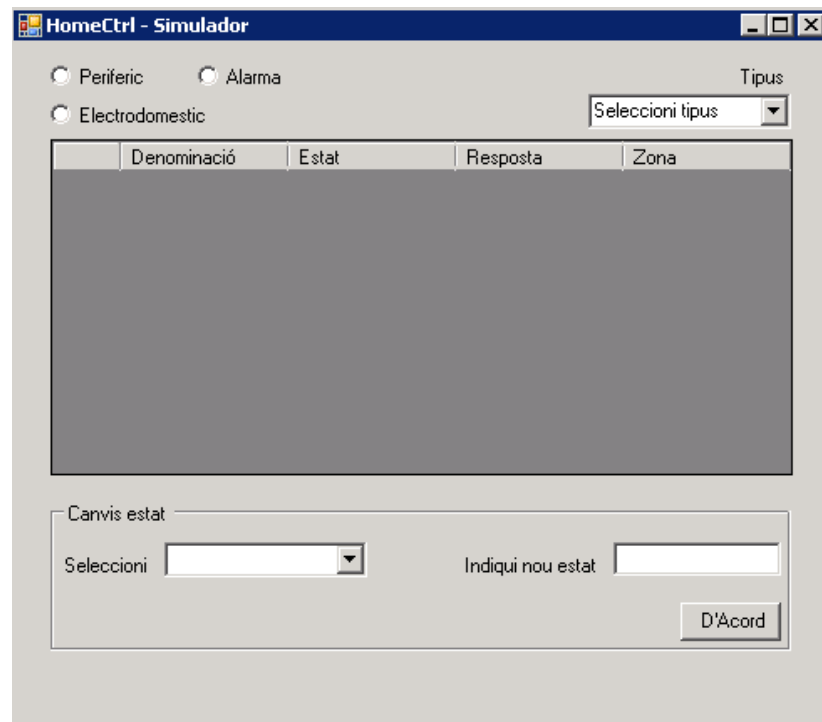 HomeCtrl - Simulador
Periferic Alarma Tipus
Electrodomestic Seleccioni tipus
Denominació Estat Resposta Zona
Canvis estat
Seleccioni Indiqui nou estat
D'Acord